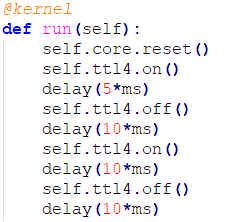 @kernel
def run(self):
    self.core.reset()
    self.ttl4.on()
    delay(5*ms)
    self.ttl4.off()
    delay(10*ms)
    self.ttl4.on()
    delay(10*ms)
    self.ttl4.off()
    delay(10*ms)